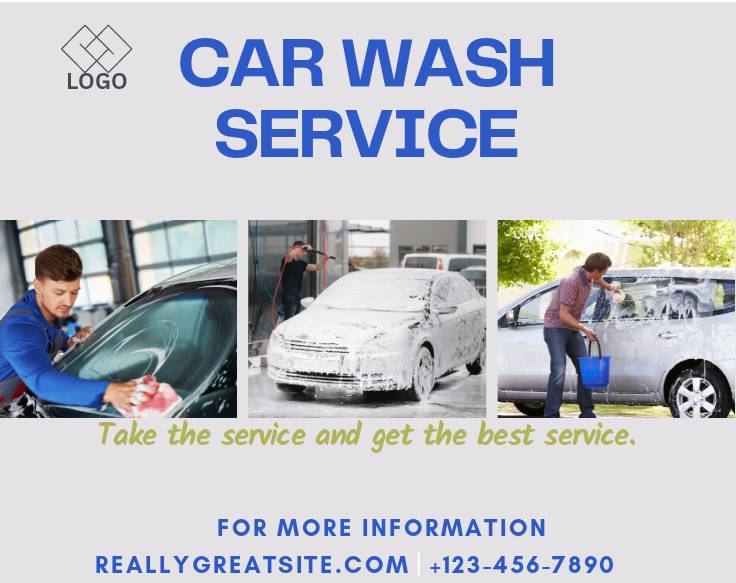 LOGO
CAR WASH
SERVICE
Take the service and get the best service.
FOR MORE INFORMATION
REALLYGREATSITE.COM | +123-456-7890